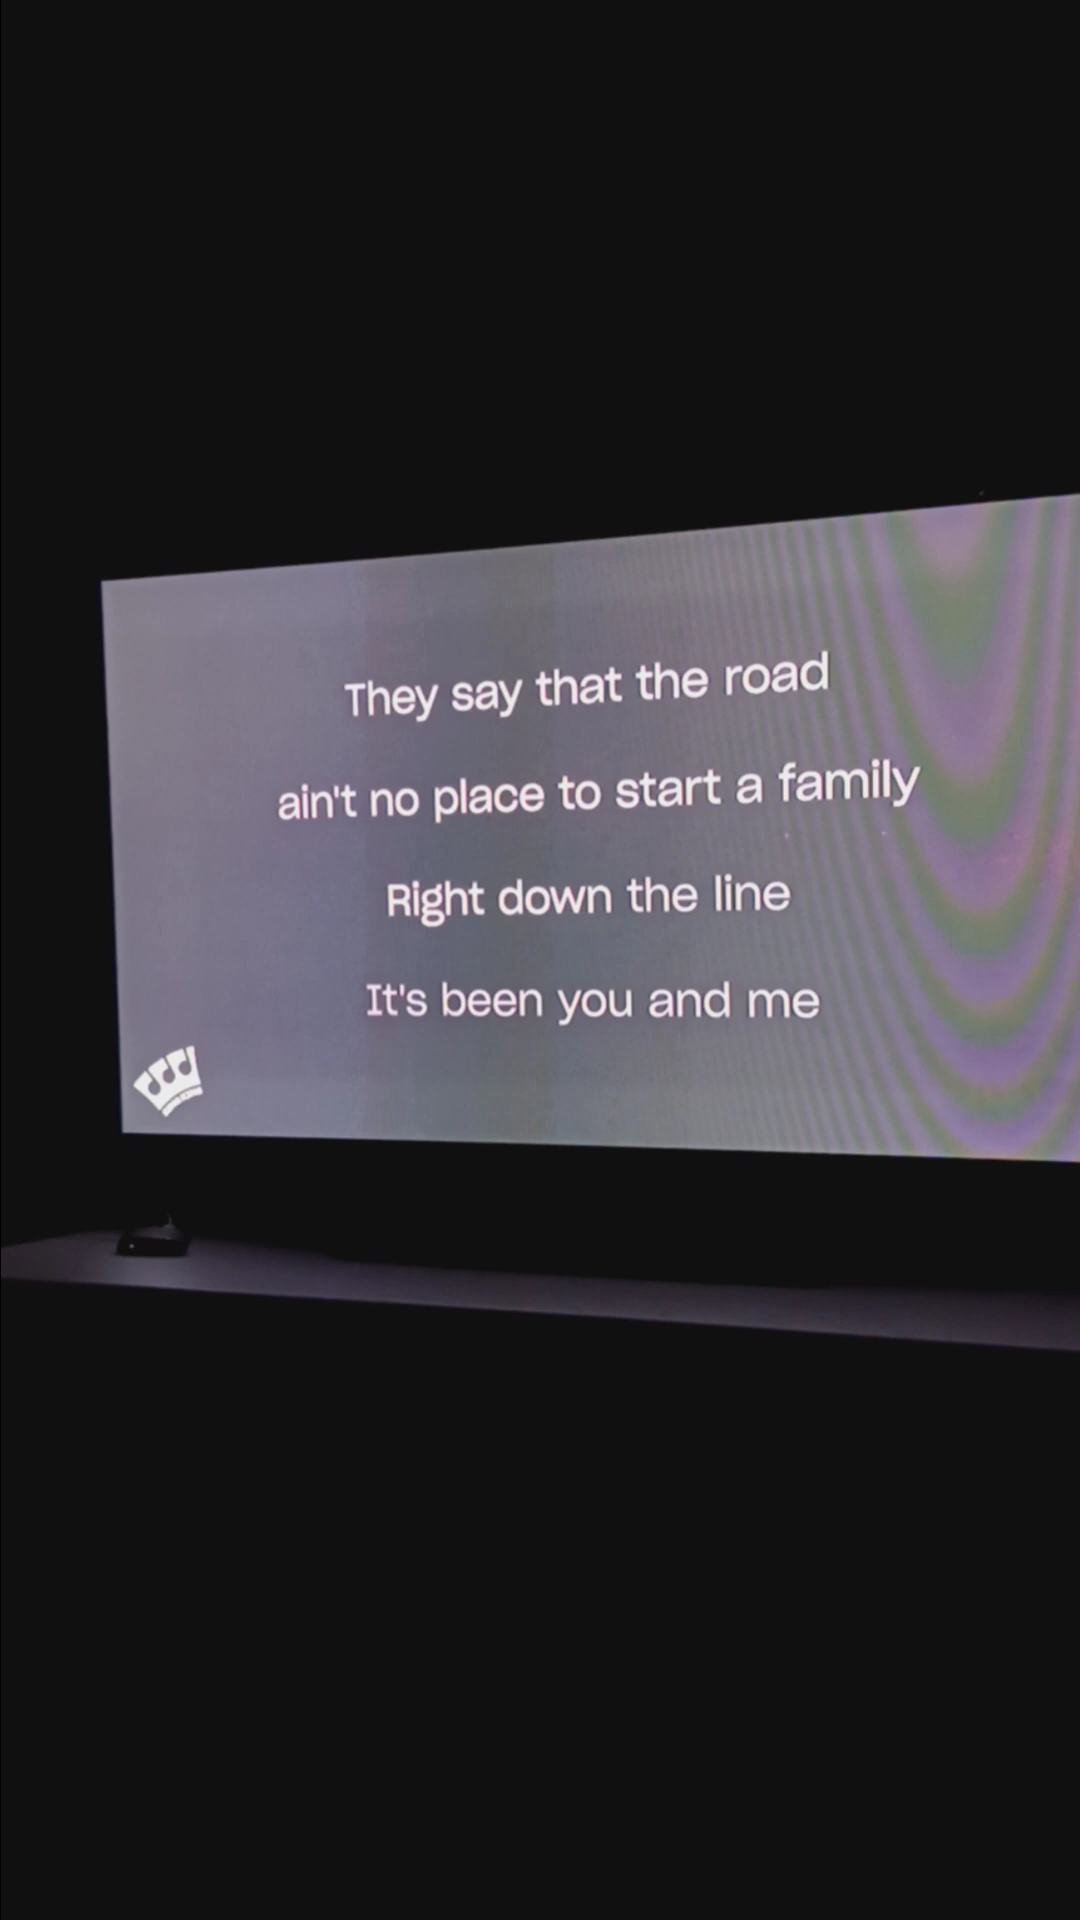 They say that the road
ain't no place to start a family
Right down the line
It's been you and me